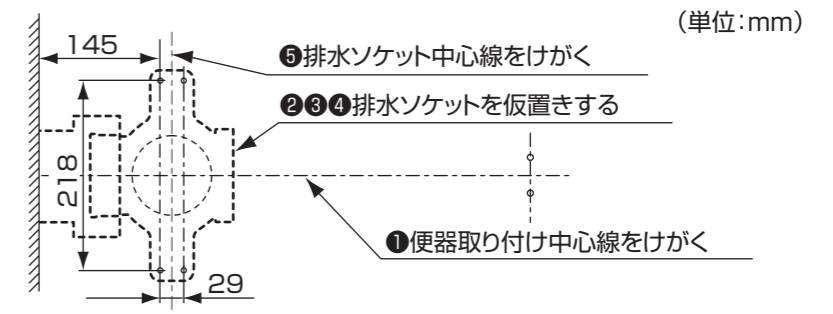 （単位：mm）
145
❺排水ソケット中心線をけがく
❷❸❹排水ソケットを仮置きする
218
❶便器取り付け中心線をけがく
29